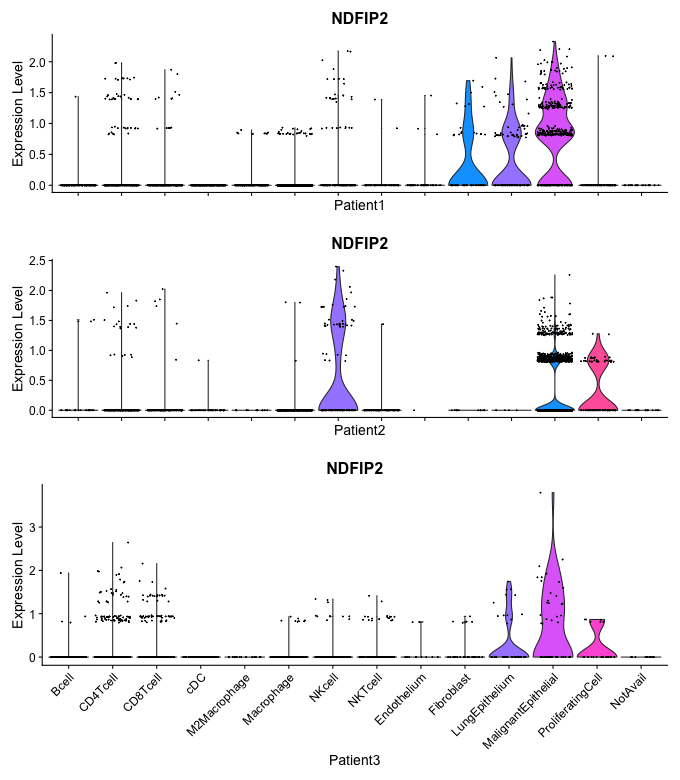 NDFIP2
Expression Level
2.0
1.5
1.0
0.5
0.0
Patient1
NDFIP2
Expression Level
2.5
2.0
1.5
1.0
0.5
0.0
Patient2
NDFIP2
Expression Level
3
2
1
0
Bcell
CD4Tcell
CD8Tcell
cDC
M2Macrophage
Macrophage
NKcell
NKTcell
Endothelium
Fibroblast
LungEpithelium
MalignantEpithelial
ProliferatingCell
NotAvail
Patient3